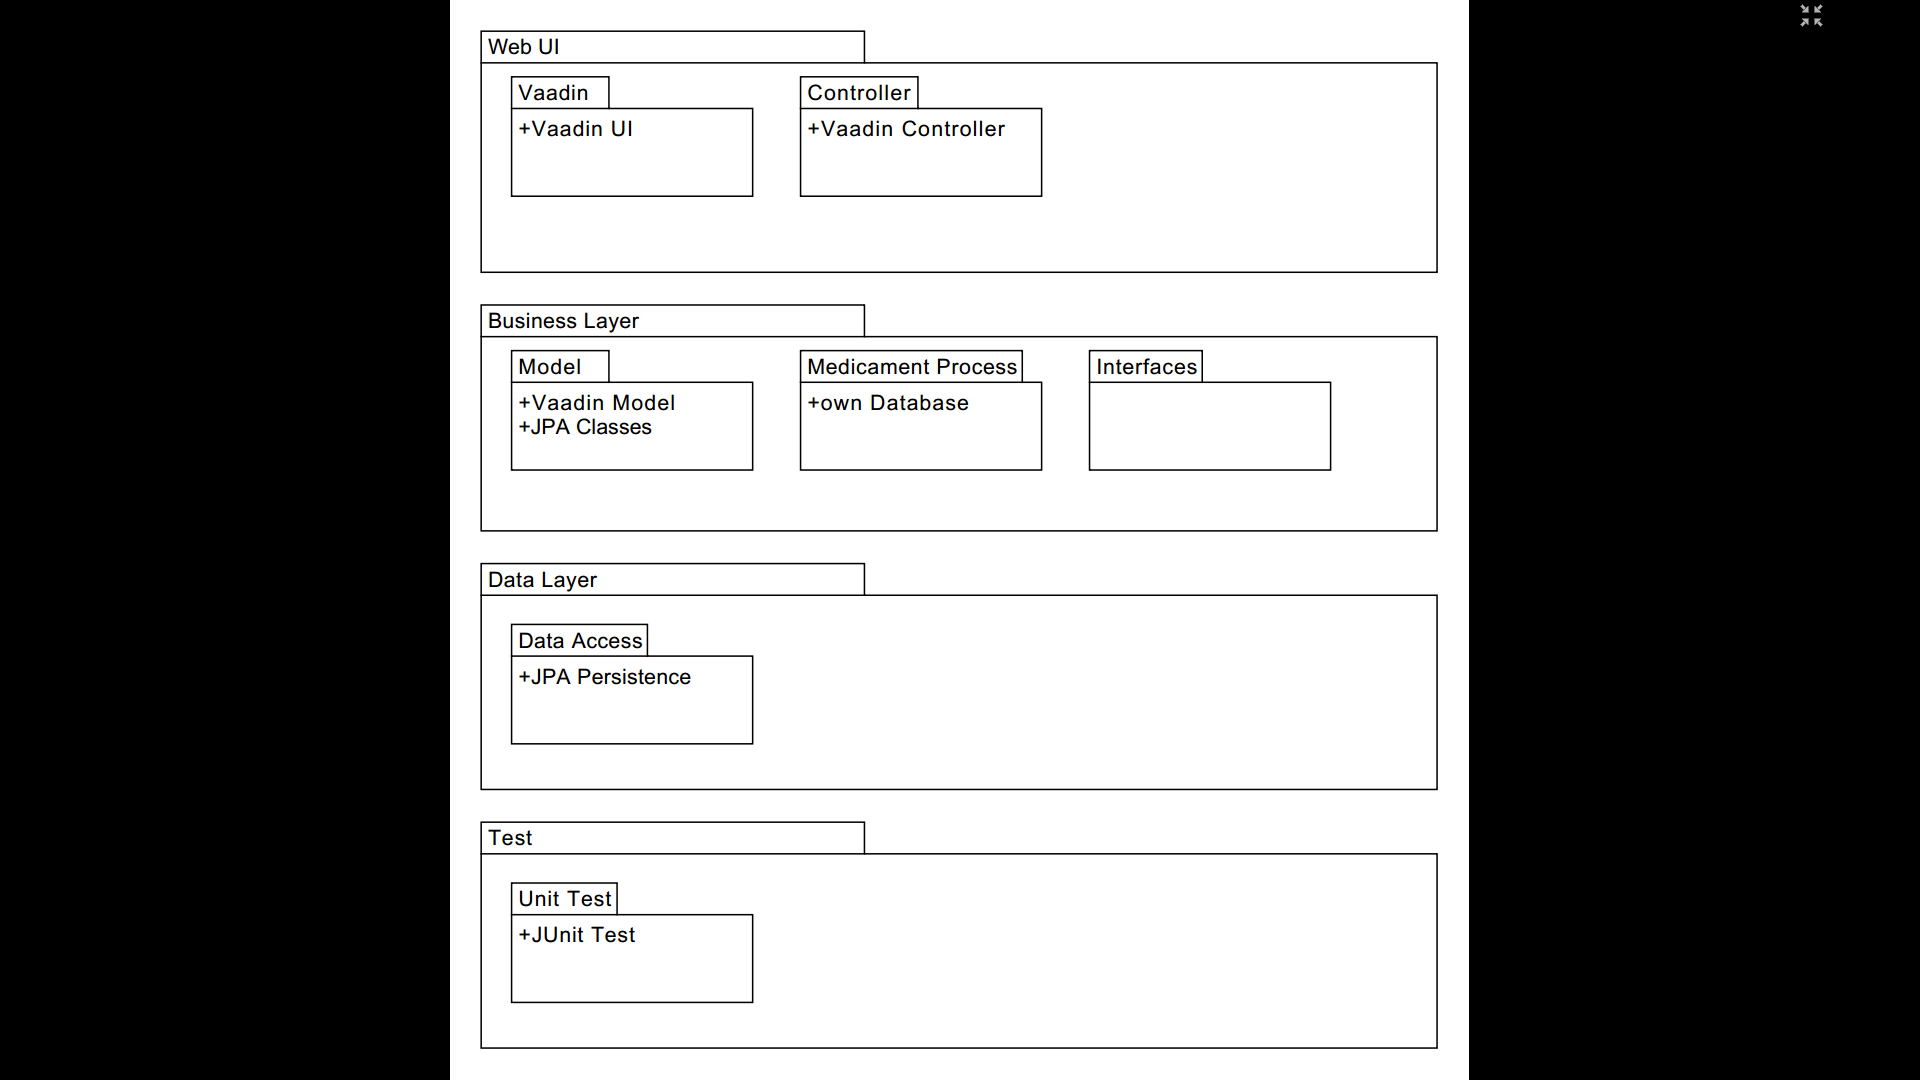 Web UI
Vaadin
Controller
+Vaadin UI
+Vaadin Controller
Business Layer
Model
Medicament Process
Interfaces
+Vaadin Model
+own Database
+JPA Classes
Data Layer
Data Access
+JPA Persistence
Test
Unit Test
+JUnit Test